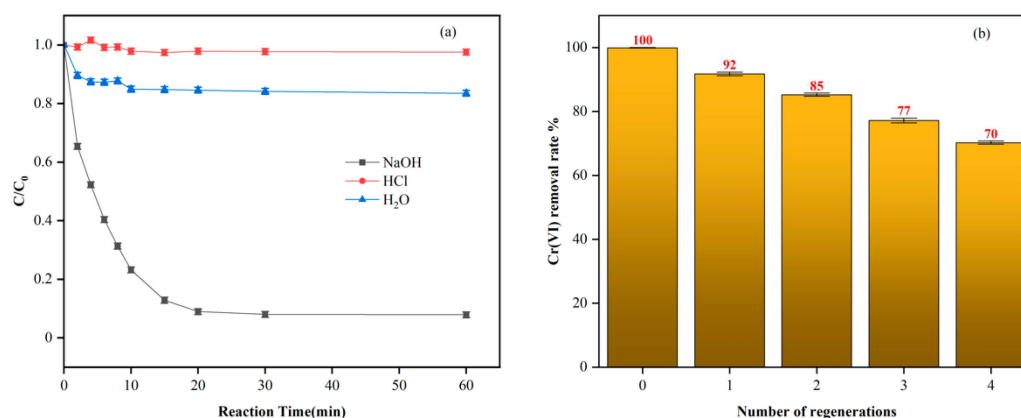 (a)
1.0
0.8
0.6
0.4
0.2
0
C/C₀
NaOH
HCl
H₂O
0 10 20 30 40 50 60
Reaction Time(min)
(b)
100
80
60
40
20
0
Cr(VI) removal rate %
100
92
85
77
70
0 1 2 3 4
Number of regenerations